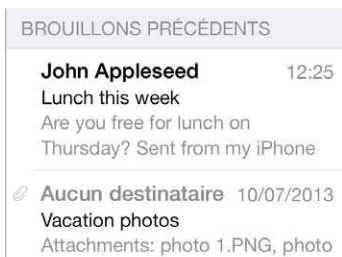 BROUILLONS PRÉCÉDENTS
John Appleseed 12:25
Lunch this week
Are you free for lunch on
Thursday? Sent from my iPhone
Aucun destinataire 10/07/2013
Vacation photos
Attachments: photo 1.PNG, photo